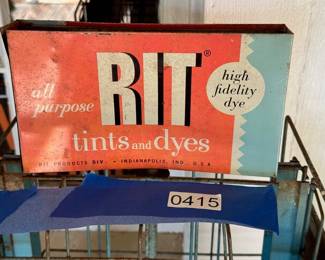 all
purpose
RIT®
high
fidelity
dye
tints and dyes
RIT PRODUCTS DIV. - INDIANAPOLIS, IND. U.S.A.
0415